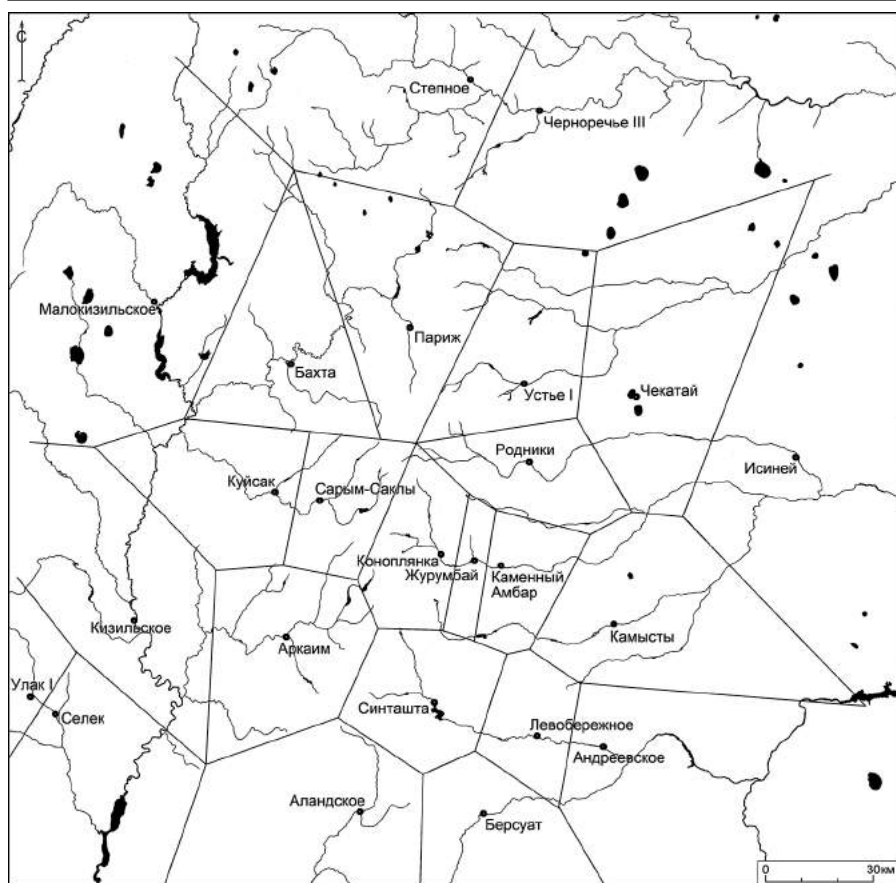 С
Степное
Черноречье III
Малокизильское
Париж
Бахта
Устье I
Чекатай
Родники
Исиней
Куйсак
Сарым-Саклы
Коноплянка
Журумбай
Каменный
Амбар
Кизильское
Аркаим
Камысты
Улак I
Селек
Синташта
Левобережное
Андреевское
Аландское
Берсуат
0 30км